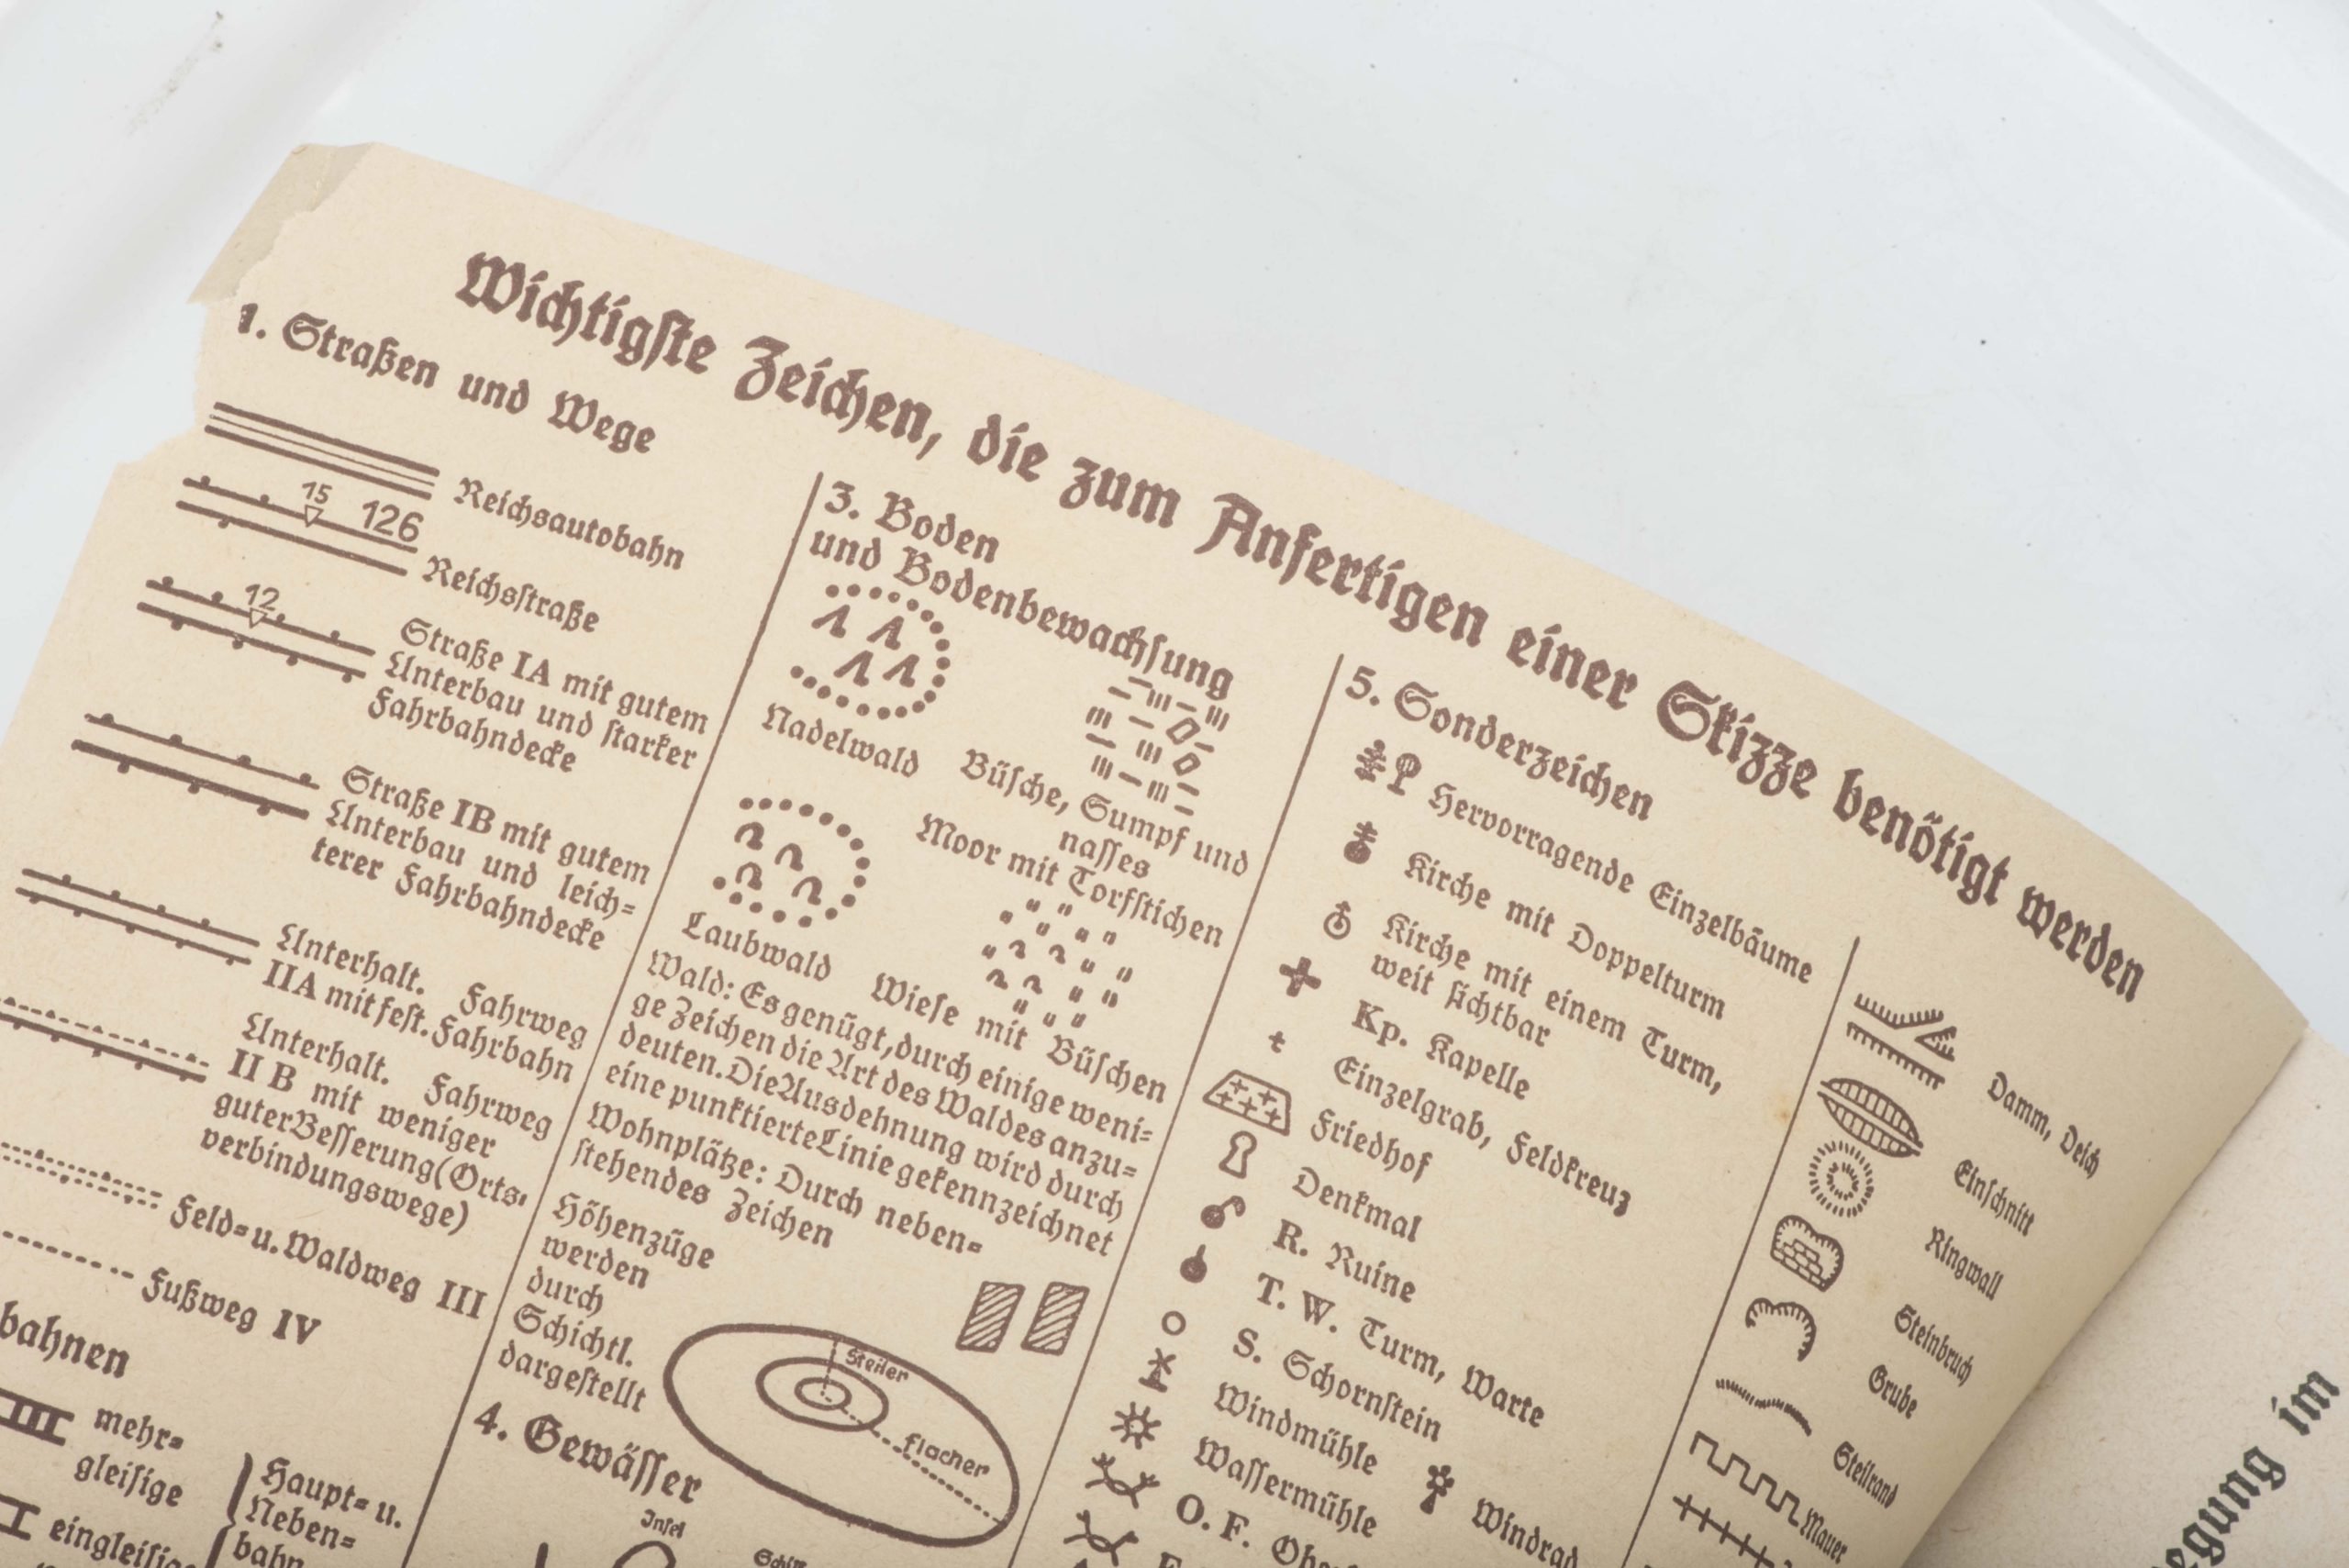 Wichtigste Zeichen, die zum Anfertigen einer Skizze benötigt werden
1. Straßen und Wege
Reichsautobahn
15 126
Reichsstraße
12
Straße IA mit gutem
Unterbau und starker
Fahrbahndecke
Straße IB mit gutem
Unterbau und leich=
terer Fahrbahndecke
Unterhalt. Fahrweg
IIA mit fest. Fahrbahn
Unterhalt. Fahrweg
II B mit weniger
guter Besserung (Orts-
verbindungswege)
Feld= u. Waldweg III
Fußweg IV
bahnen
mehr=
gleisige
eingleisige
Haupt= u.
Neben=
bahn
3. Boden
und Bodenbewachsung
Nadelwald
Büsche, Sumpf und
nasses
Moor mit Torfstichen
Laubwald
Wiese mit Büschen
Wald: Es genügt, durch einige weni=
ge Zeichen die Art des Waldes anzu=
deuten. Die Ausdehnung wird durch
eine punktierte Linie gekennzeichnet
Wohnplätze: Durch neben=
stehendes Zeichen
Höhenzüge
werden
durch
Schichtl.
dargestellt
Steiler
flacher
4. Gewässer
Insel
5. Sonderzeichen
Hervorragende Einzelbäume
Kirche mit Doppelturm
Kirche mit einem Turm,
weit sichtbar
Kp. Kapelle
Einzelgrab, Feldkreuz
Friedhof
Denkmal
R. Ruine
T. W. Turm, Warte
S. Schornstein
Windmühle
Windrad
Wassermühle
O. F.
Damm, Deich
Einschnitt
Ringwall
Steinbruch
Grube
Steilrand
Mauer
egung im